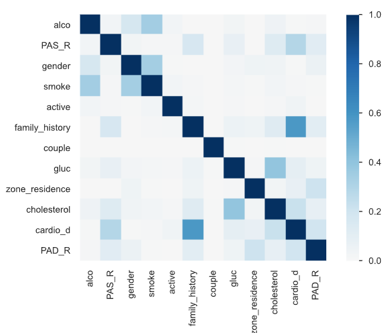 alco
PAS_R
gender
smoke
active
family_history
couple
gluc
zone_residence
cholesterol
cardio_d
PAD_R
alco
PAS_R
gender
smoke
active
family_history
couple
gluc
zone_residence
cholesterol
cardio_d
PAD_R
1.0
0.8
0.6
0.4
0.2
0.0